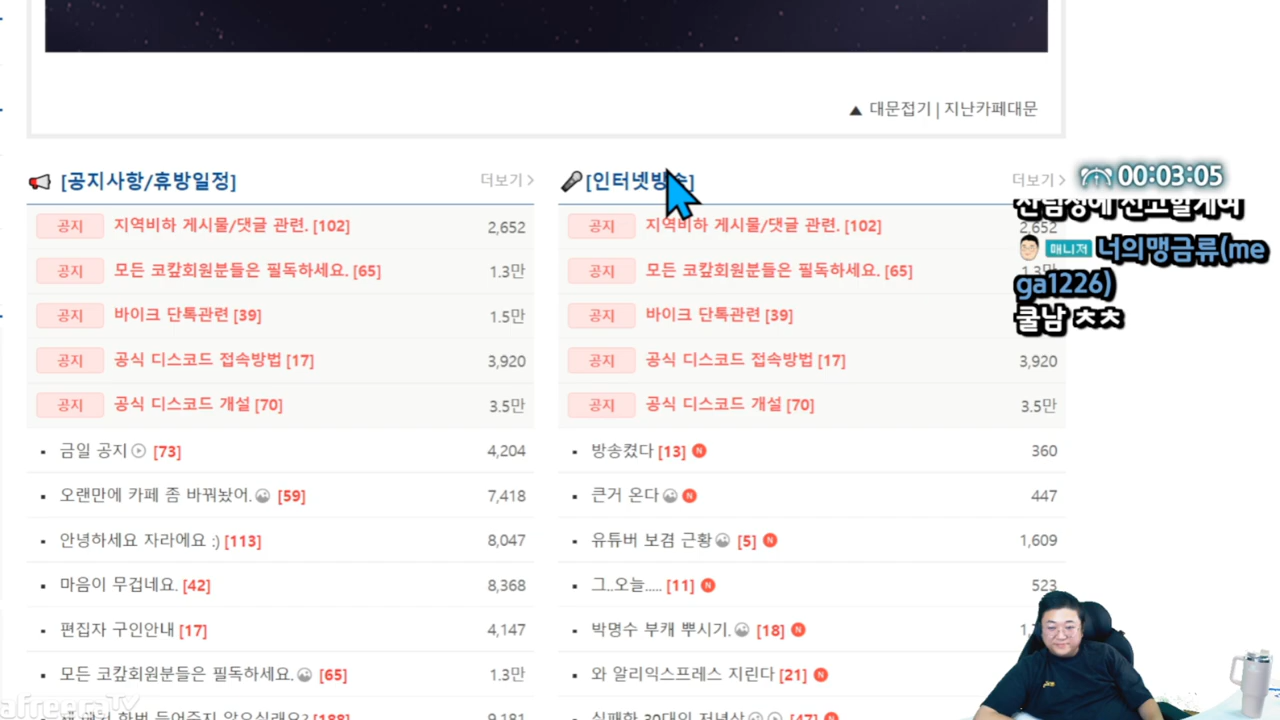 ▲ 대문접기 | 지난카페대문
[공지사항/휴방일정]
더보기 >
공지 지역비하 게시물/댓글 관련. [102] 2,652
공지 모든 코캎회원분들은 필독하세요. [65] 1.3만
공지 바이크 단톡관련 [39] 1.5만
공지 공식 디스코드 접속방법 [17] 3,920
공지 공식 디스코드 개설 [70] 3.5만
금일 공지 [73] 4,204
오랜만에 카페 좀 바꿔놨어. [59] 7,418
안녕하세요 자라에요 :) [113] 8,047
마음이 무겁네요. [42] 8,368
편집자 구인안내 [17] 4,147
모든 코캎회원분들은 필독하세요. [65] 1.3만
[인터넷방송]
더보기 >
공지 지역비하 게시물/댓글 관련. [102] 2,652
공지 모든 코캎회원분들은 필독하세요. [65] 1.3만
공지 바이크 단톡관련 [39]
공지 공식 디스코드 접속방법 [17] 3,920
공지 공식 디스코드 개설 [70] 3.5만
방송켰다 [13] N 360
큰거 온다 N 447
유튜버 보겸 근황 [5] N 1,609
그..오늘..... [11] N 523
박명수 부캐 뿌시기. [18] N
와 알리익스프레스 지린다 [21] N
00:03:05
매니저 너의맹금류(me
ga1226)
쿨남 ㅊㅊ
afreecaTV